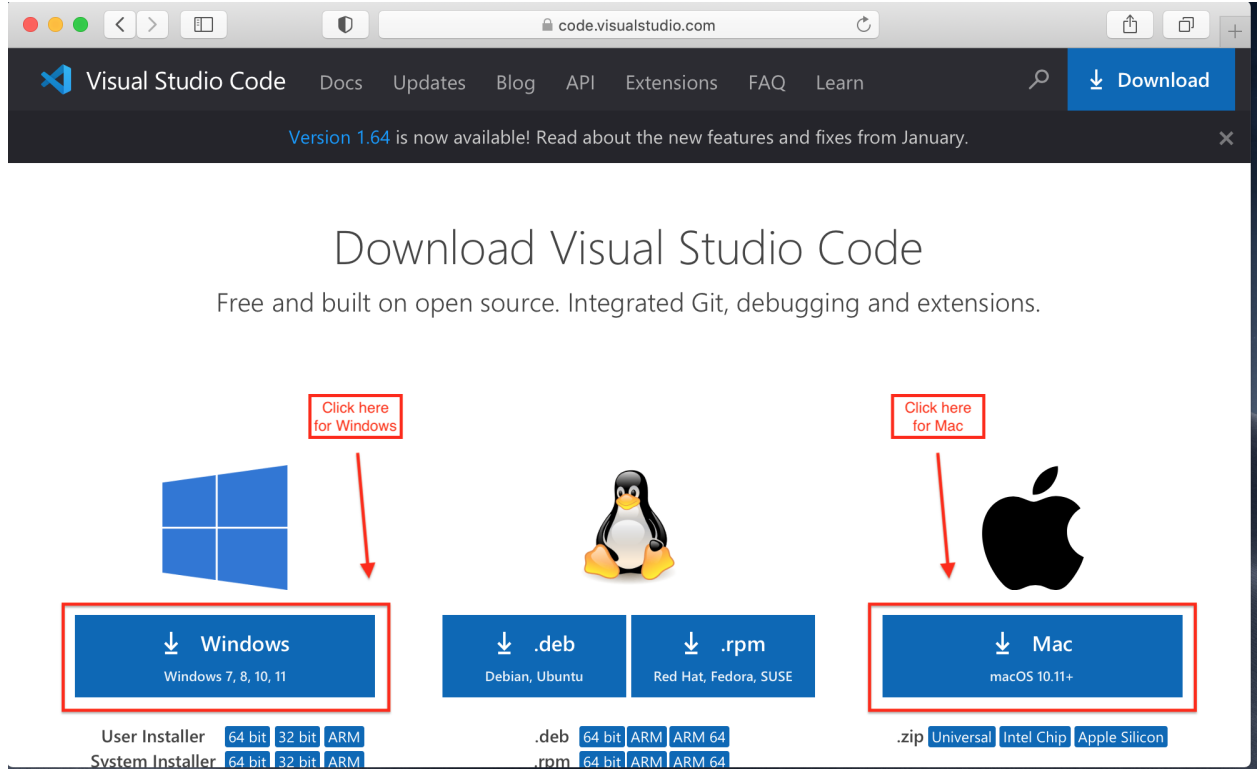 code.visualstudio.com
Visual Studio Code Docs Updates Blog API Extensions FAQ Learn Download
Version 1.64 is now available! Read about the new features and fixes from January.
Download Visual Studio Code
Free and built on open source. Integrated Git, debugging and extensions.
Click here
for Windows
Click here
for Mac
Windows
Windows 7, 8, 10, 11
.deb
Debian, Ubuntu
.rpm
Red Hat, Fedora, SUSE
Mac
macOS 10.11+
User Installer 64 bit 32 bit ARM
System Installer 64 bit 32 bit ARM
.deb 64 bit ARM ARM 64
.rpm 64 bit ARM ARM 64
.zip Universal Intel Chip Apple Silicon